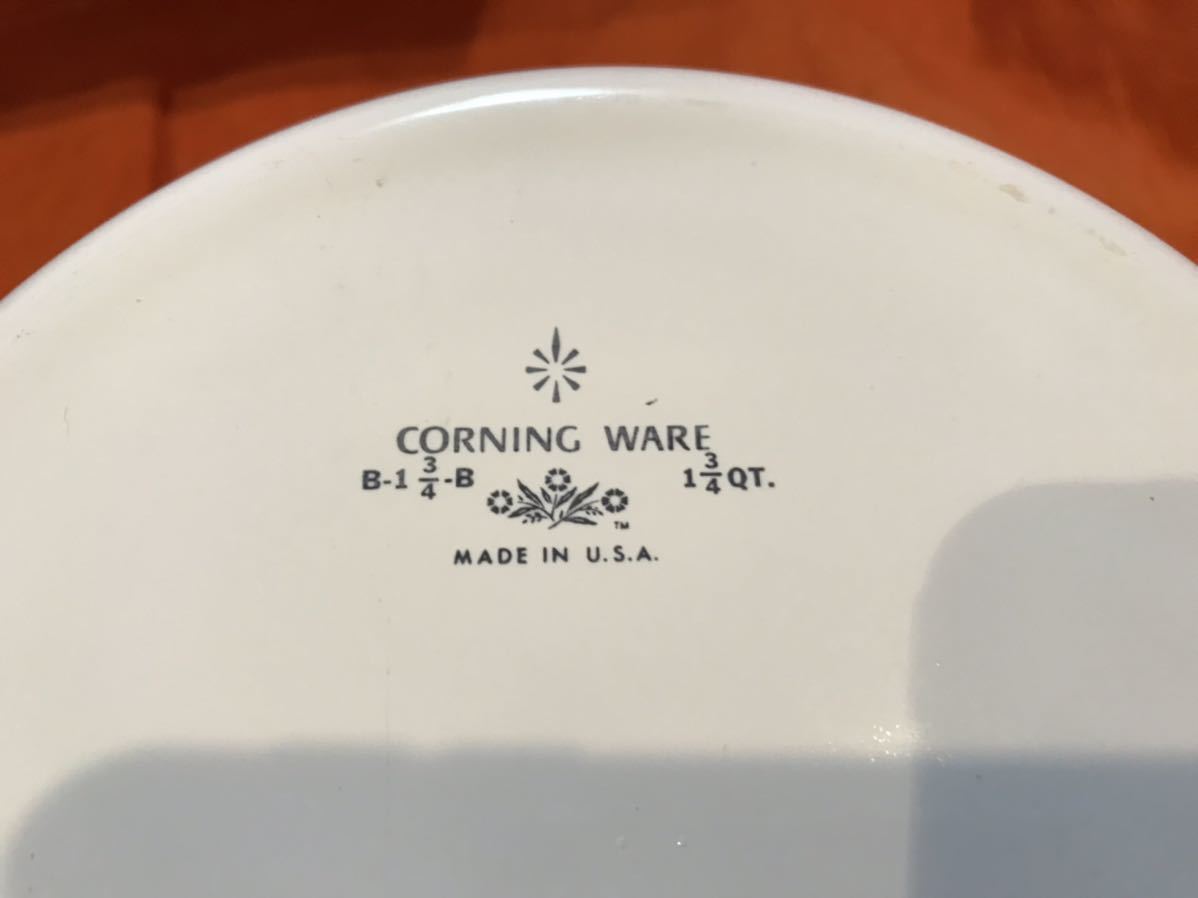 CORNING WARE
B-1 3/4-B 1 3/4 QT.
TM
MADE IN U.S.A.